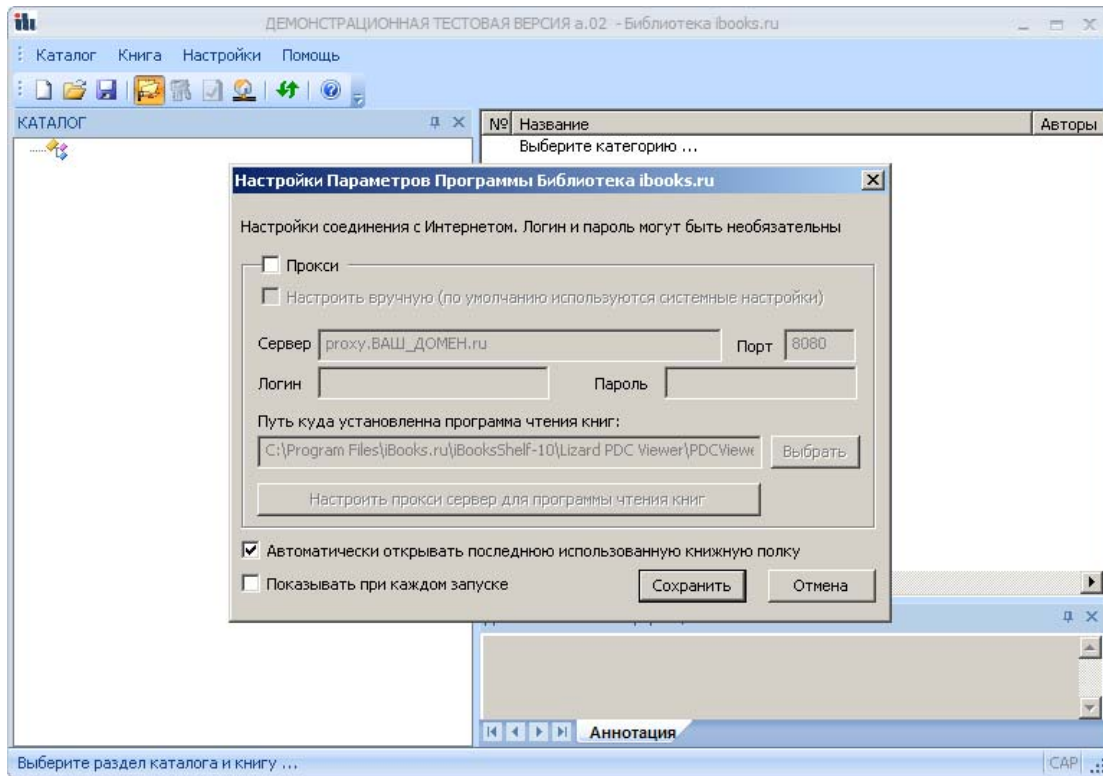 ДЕМОНСТРАЦИОННАЯ ТЕСТОВАЯ ВЕРСИЯ a.02 - Библиотека ibooks.ru
Каталог Книга Настройки Помощь
КАТАЛОГ
№ Название Авторы
Выберите категорию ...
Настройки Параметров Программы Библиотека ibooks.ru
Настройки соединения с Интернетом. Логин и пароль могут быть необязательны
Прокси
Настроить вручную (по умолчанию используются системные настройки)
Сервер proxy.ВАШ_ДОМЕН.ru Порт 8080
Логин Пароль
Путь куда установленна программа чтения книг:
C:\Program Files\iBooks.ru\iBooksShelf-10\Lizard PDC Viewer\PDCViewe Выбрать
Настроить прокси сервер для программы чтения книг
Автоматически открывать последнюю использованную книжную полку
Показывать при каждом запуске Сохранить Отмена
Аннотация
Выберите раздел каталога и книгу ... CAP